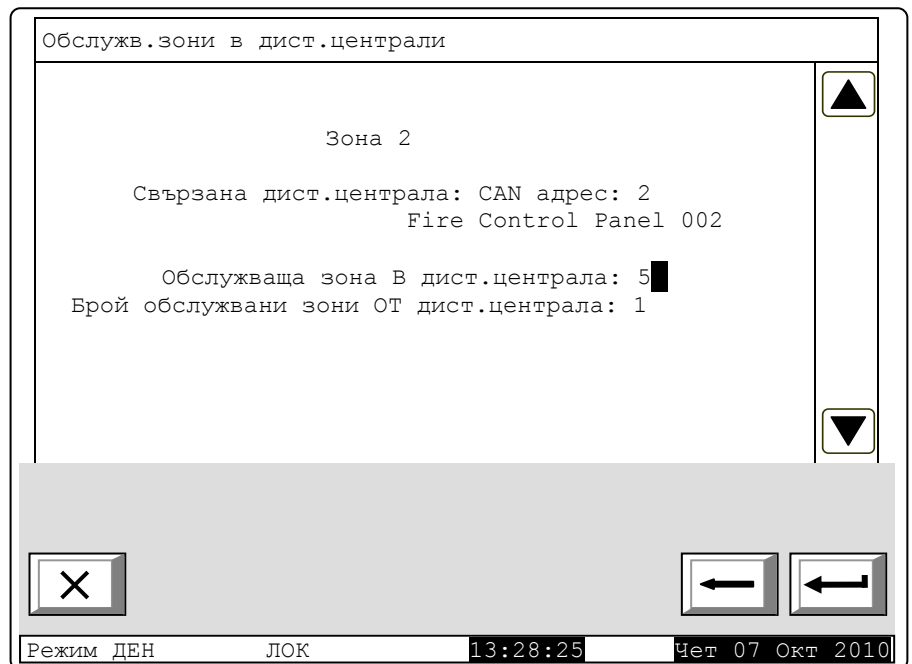 Обслужв.зони в дист.централи
Зона 2
Свързана дист.централа: CAN адрес: 2
Fire Control Panel 002
Обслужваща зона В дист.централа: 5
Брой обслужвани зони ОТ дист.централа: 1
Режим ДЕН ЛОК 13:28:25 Чет 07 Окт 2010